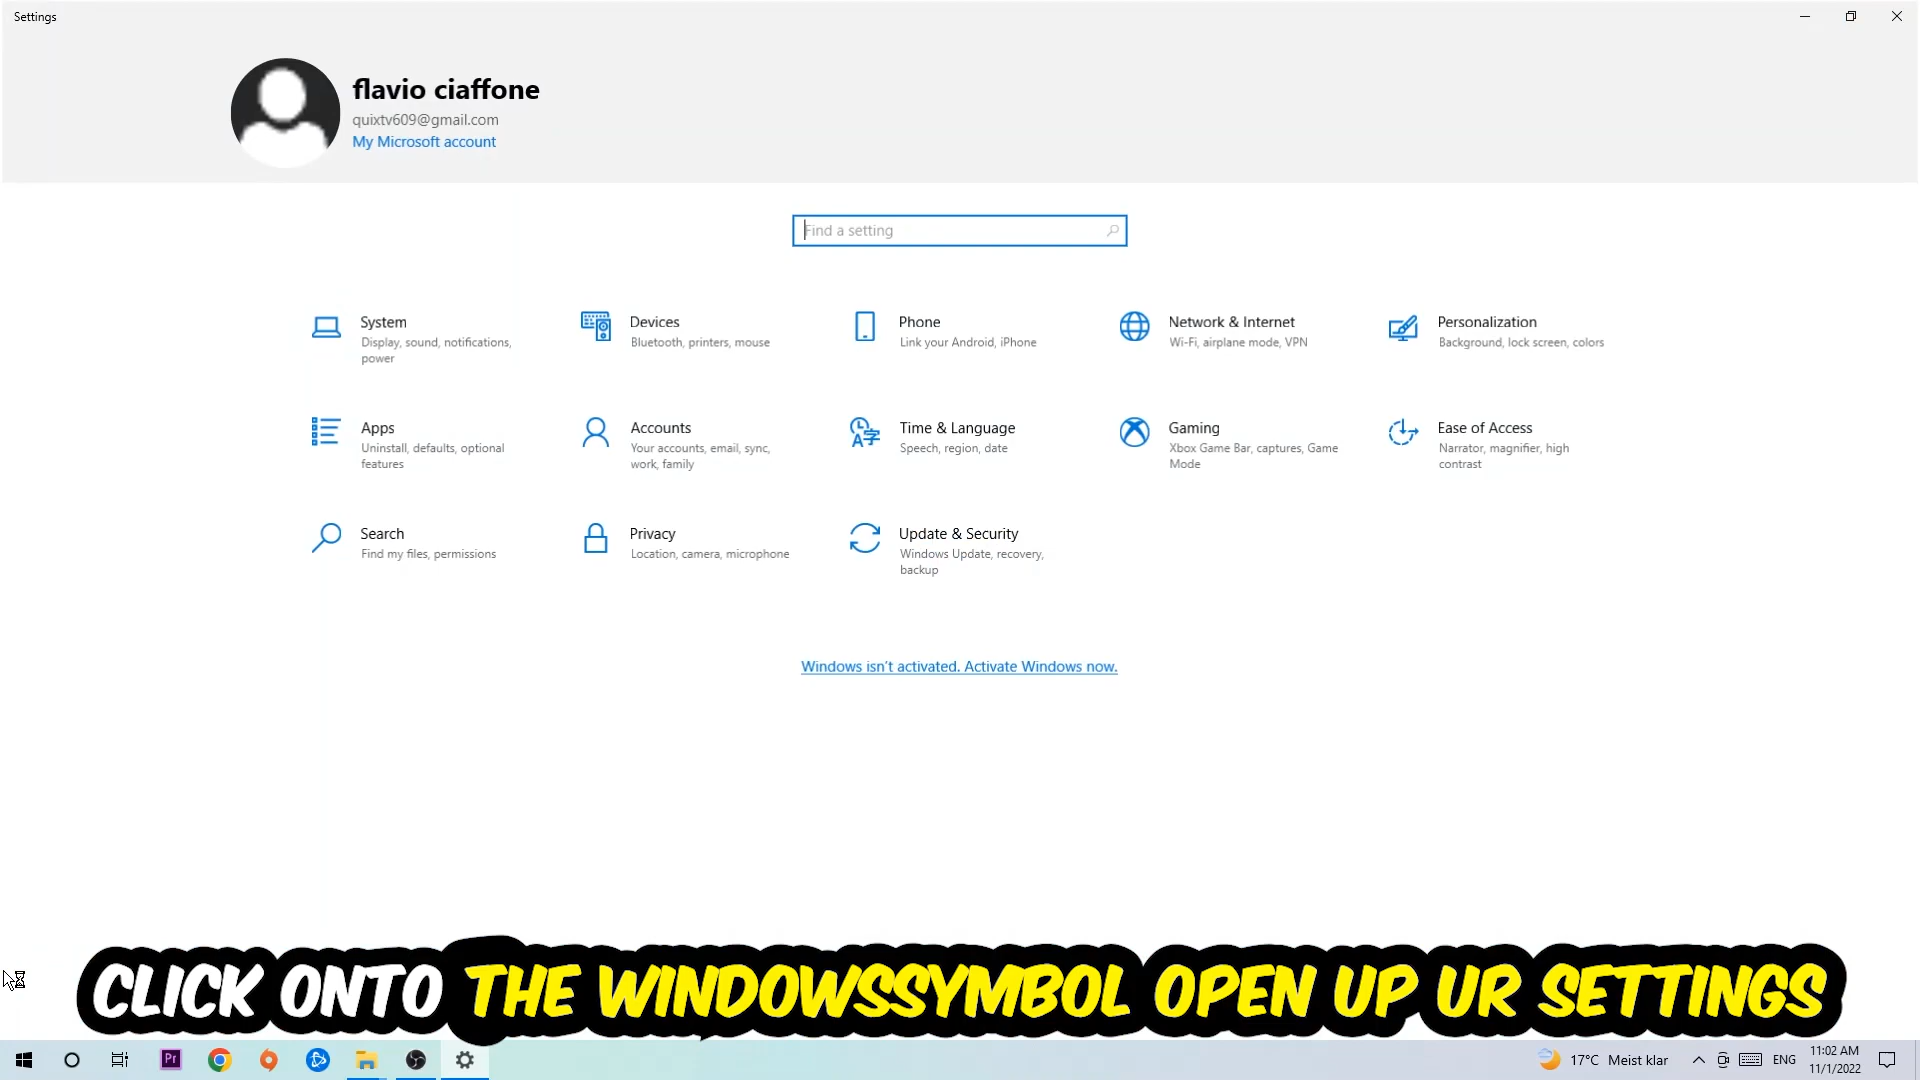 Settings
flavio ciaffone
quixtv609@gmail.com
My Microsoft account
Find a setting
System
Display, sound, notifications,
power
Devices
Bluetooth, printers, mouse
Phone
Link your Android, iPhone
Network & Internet
Wi-Fi, airplane mode, VPN
Personalization
Background, lock screen, colors
Apps
Uninstall, defaults, optional
features
Accounts
Your accounts, email, sync,
work, family
Time & Language
Speech, region, date
Gaming
Xbox Game Bar, captures, Game
Mode
Ease of Access
Narrator, magnifier, high
contrast
Search
Find my files, permissions
Privacy
Location, camera, microphone
Update & Security
Windows Update, recovery,
backup
Windows isn't activated. Activate Windows now.
CLICK ONTO THE WINDOWSSYMBOL OPEN UP UR SETTINGS
Pr
17°C Meist klar
ENG
11:02 AM
11/1/2022